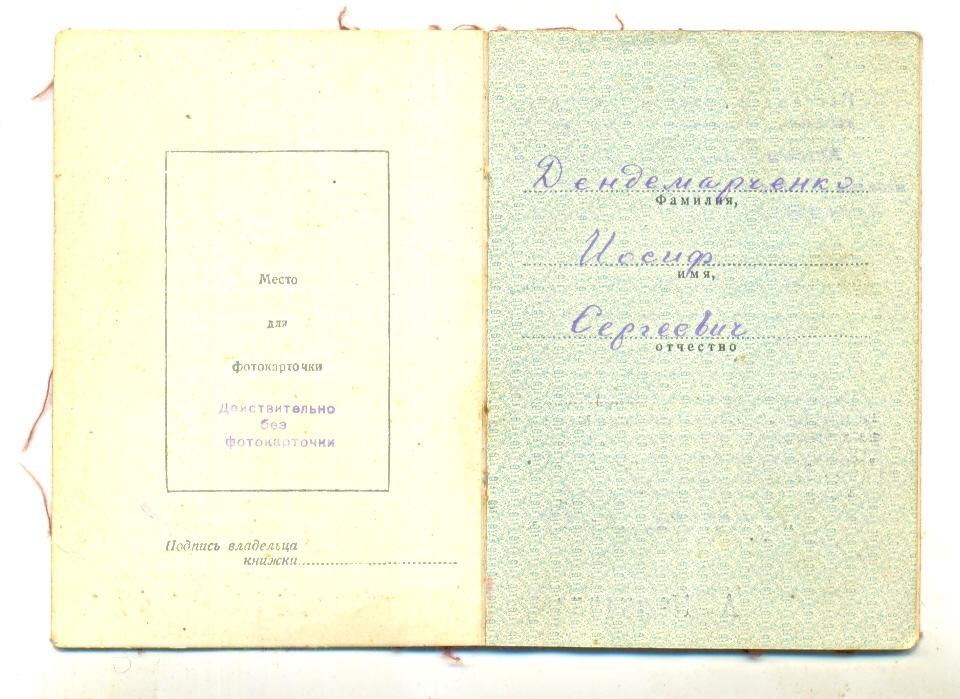 Место
для
фотокарточки
Действительно
без
фотокарточки
Подпись владельца
книжки
Дендемарченко
Фамилия,
Иосиф
имя,
Сергеевич
отчество